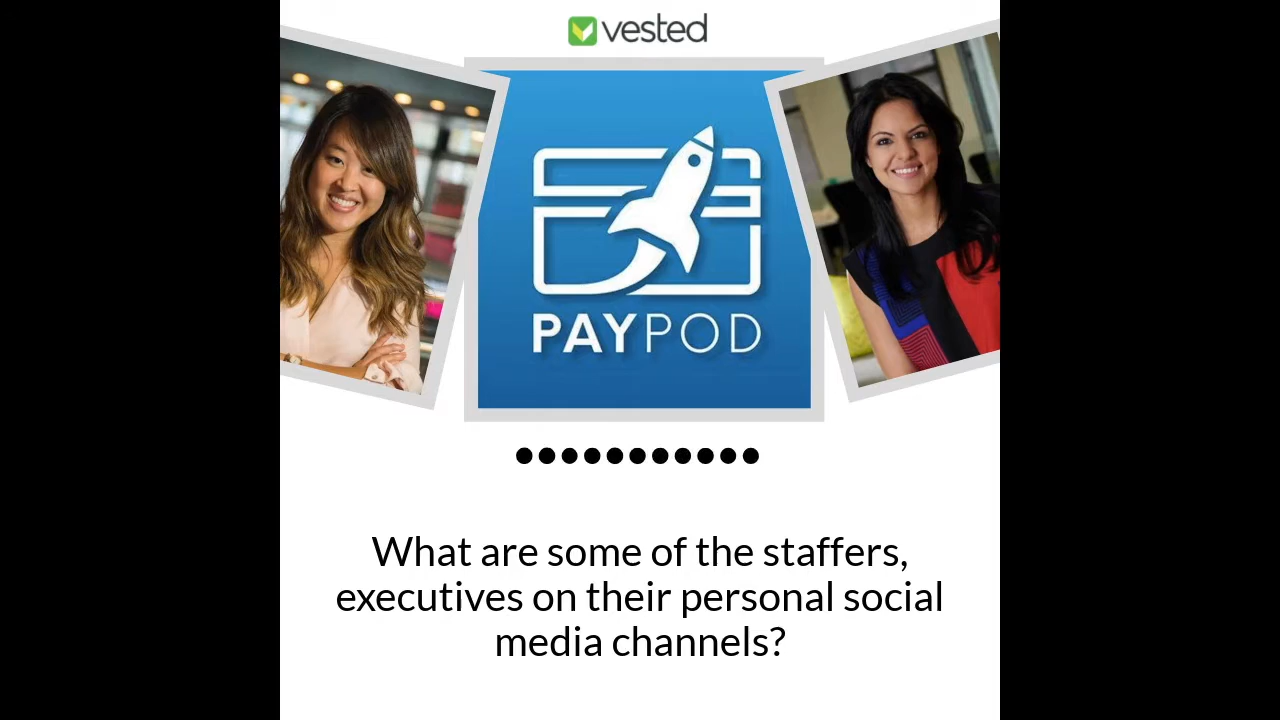 vested
PAYPOD
What are some of the staffers,
executives on their personal social
media channels?